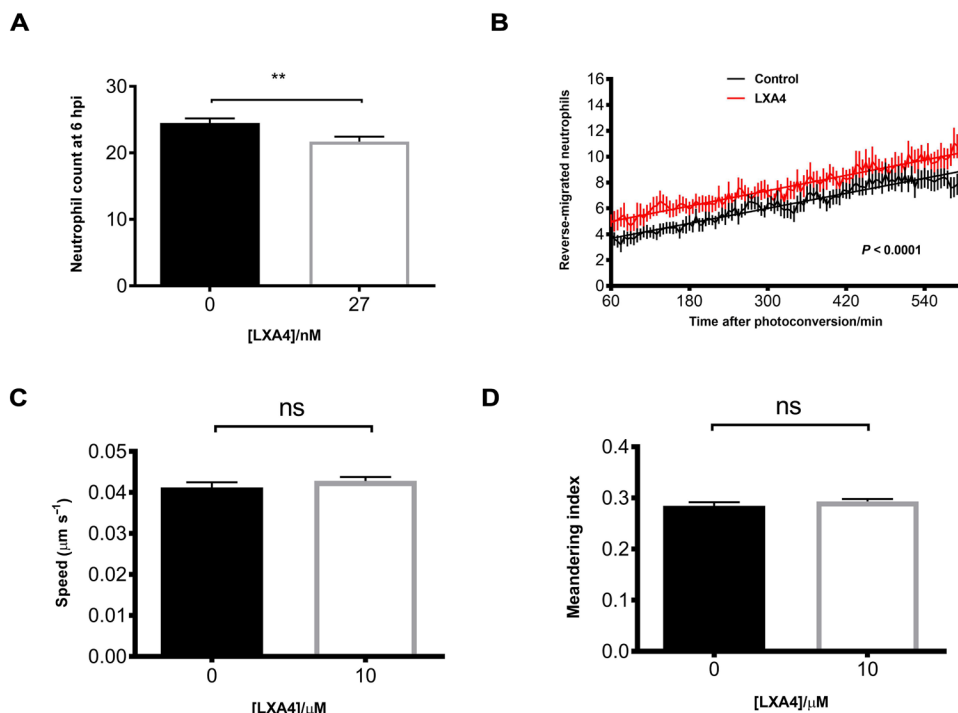 A
Neutrophil count at 6 hpi
30
20
10
0
**
0
27
[LXA4]/nM
B
Reverse-migrated neutrophils
16
14
12
10
8
6
4
2
0
Control
LXA4
P < 0.0001
60
180
300
420
540
Time after photoconversion/min
C
Speed (μm s⁻¹)
0.05
0.04
0.03
0.02
0.01
0.00
ns
0
10
[LXA4]/μM
D
Meandering index
0.4
0.3
0.2
0.1
0.0
ns
0
10
[LXA4]/μM